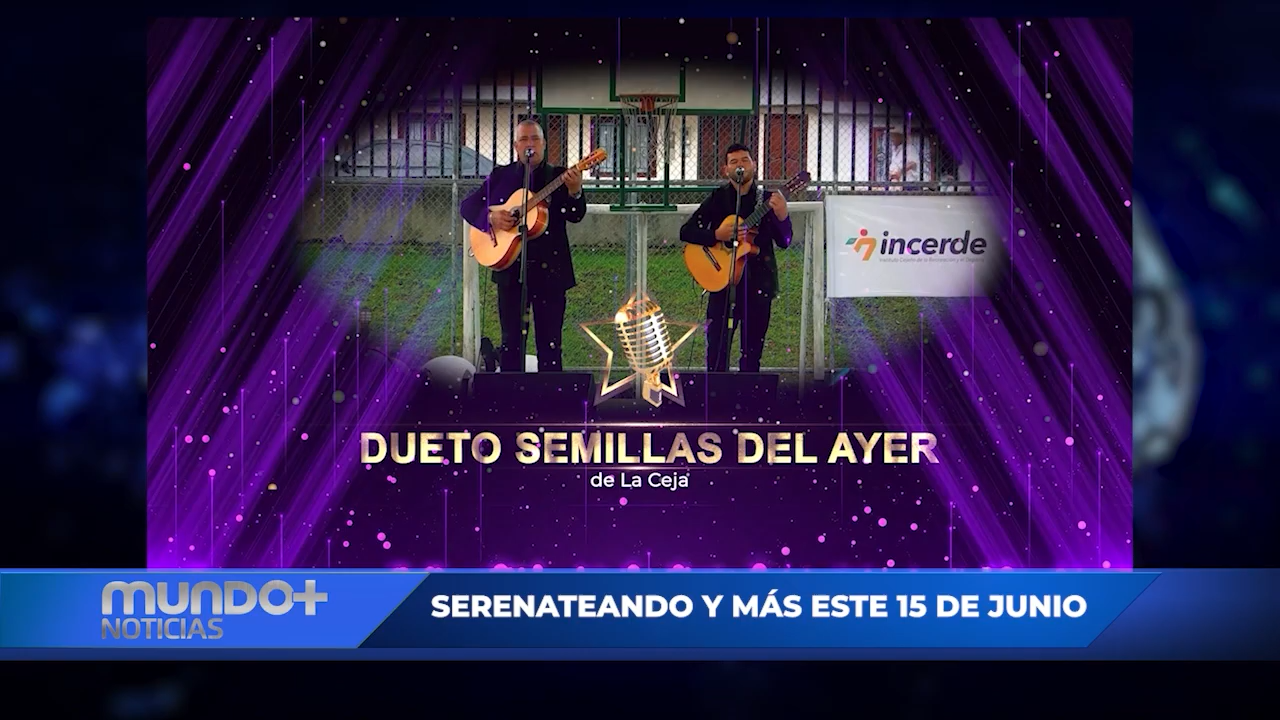 incerde
DUETO SEMILLAS DEL AYER
de La Ceja
MUNDO+
NOTICIAS
SERENATEANDO Y MÁS ESTE 15 DE JUNIO